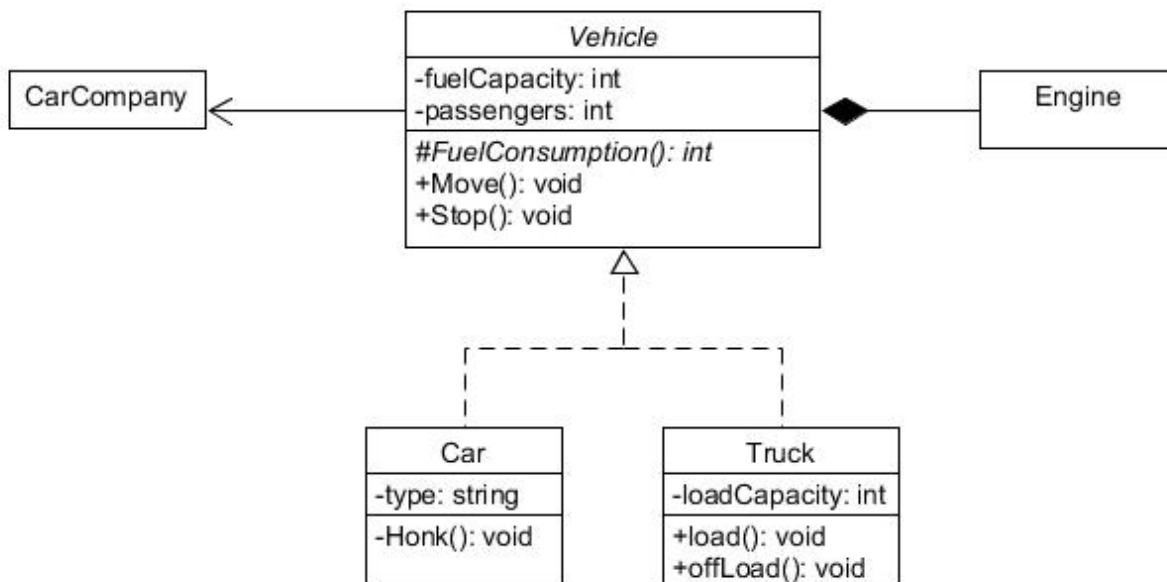 Vehicle
-fuelCapacity: int
-passengers: int
#FuelConsumption(): int
+Move(): void
+Stop(): void
CarCompany
Engine
Car
-type: string
-Honk(): void
Truck
-loadCapacity: int
+load(): void
+offLoad(): void